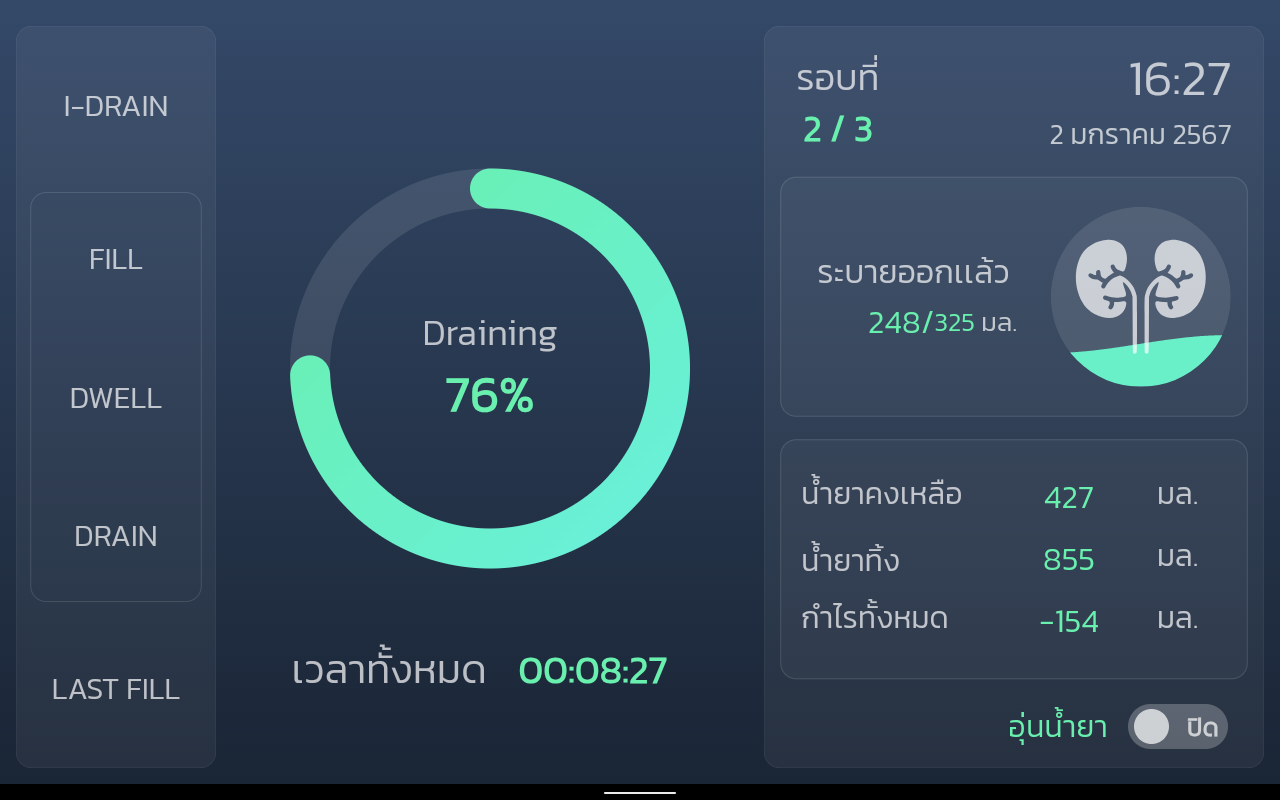 I-DRAIN
FILL
DWELL
DRAIN
LAST FILL
Draining
76%
เวลาทั้งหมด 00:08:27
รอบที่
2 / 3
16:27
2 มกราคม 2567
ระบายออกแล้ว
248/325 มล.
น้ำยาคงเหลือ 427 มล.
น้ำยาทิ้ง 855 มล.
กำไรทั้งหมด -154 มล.
อุ่นน้ำยา ปิด